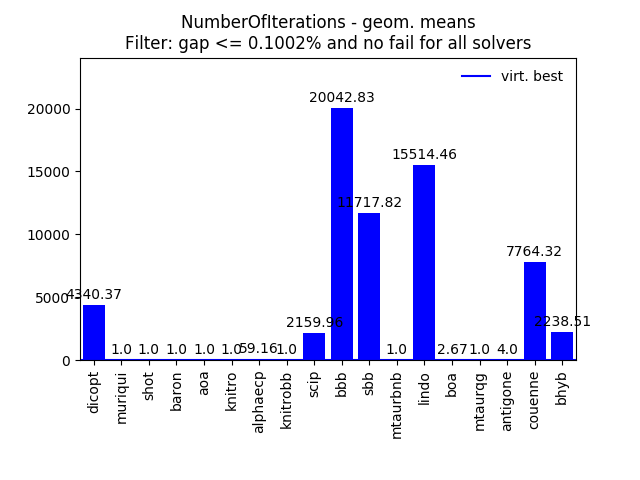 NumberOfIterations - geom. means
Filter: gap <= 0.1002% and no fail for all solvers
virt. best
20000
15000
10000
5000
0
4340.37
1.0
1.0
1.0
1.0
1.0
59.16
1.0
2159.96
20042.83
11717.82
1.0
15514.46
2.67
1.0
4.0
7764.32
2238.51
dicopt
muriqui
shot
baron
aoa
knitro
alphaecp
knitrobb
scip
bbb
sbb
mtaurbnb
lindo
boa
mtaurqg
antigone
couenne
bhyb